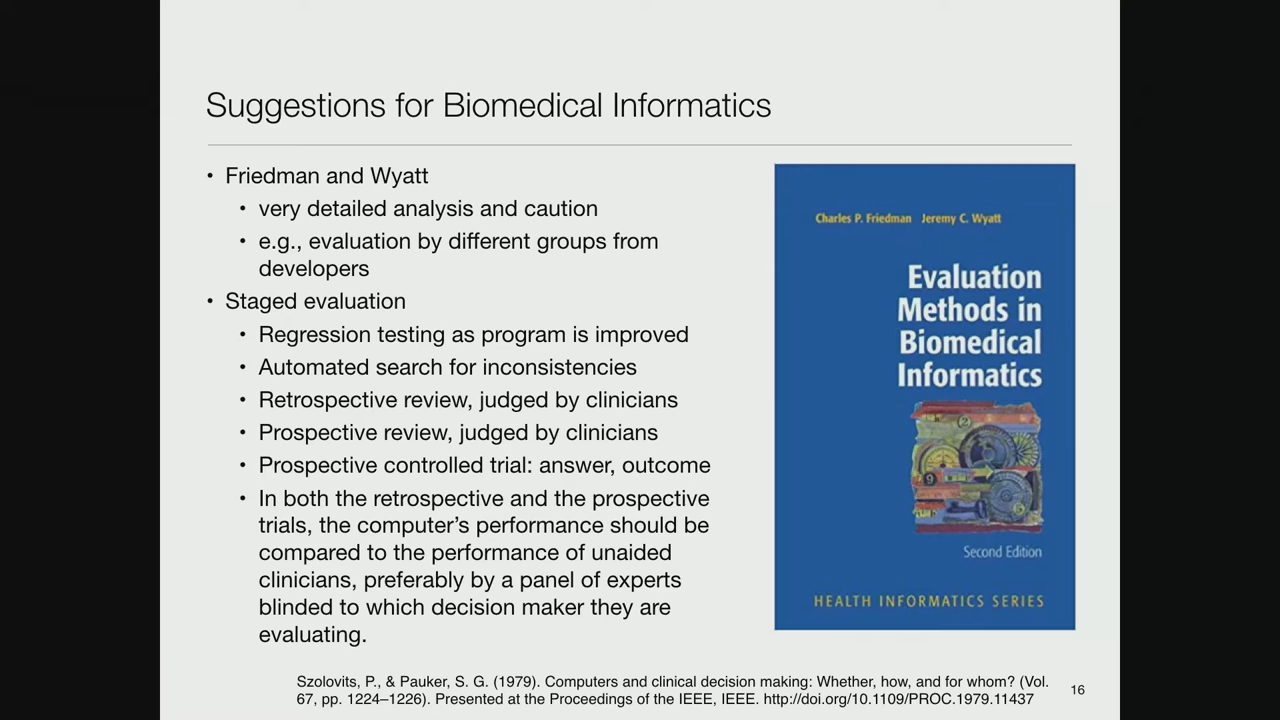 Suggestions for Biomedical Informatics
• Friedman and Wyatt
• very detailed analysis and caution
• e.g., evaluation by different groups from
developers
• Staged evaluation
• Regression testing as program is improved
• Automated search for inconsistencies
• Retrospective review, judged by clinicians
• Prospective review, judged by clinicians
• Prospective controlled trial: answer, outcome
• In both the retrospective and the prospective
trials, the computer’s performance should be
compared to the performance of unaided
clinicians, preferably by a panel of experts
blinded to which decision maker they are
evaluating.
Charles P. Friedman Jeremy C. Wyatt
Evaluation
Methods in
Biomedical
Informatics
2
9
Second Edition
HEALTH INFORMATICS SERIES
Szolovits, P., & Pauker, S. G. (1979). Computers and clinical decision making: Whether, how, and for whom? (Vol.
67, pp. 1224–1226). Presented at the Proceedings of the IEEE, IEEE. http://doi.org/10.1109/PROC.1979.11437
16